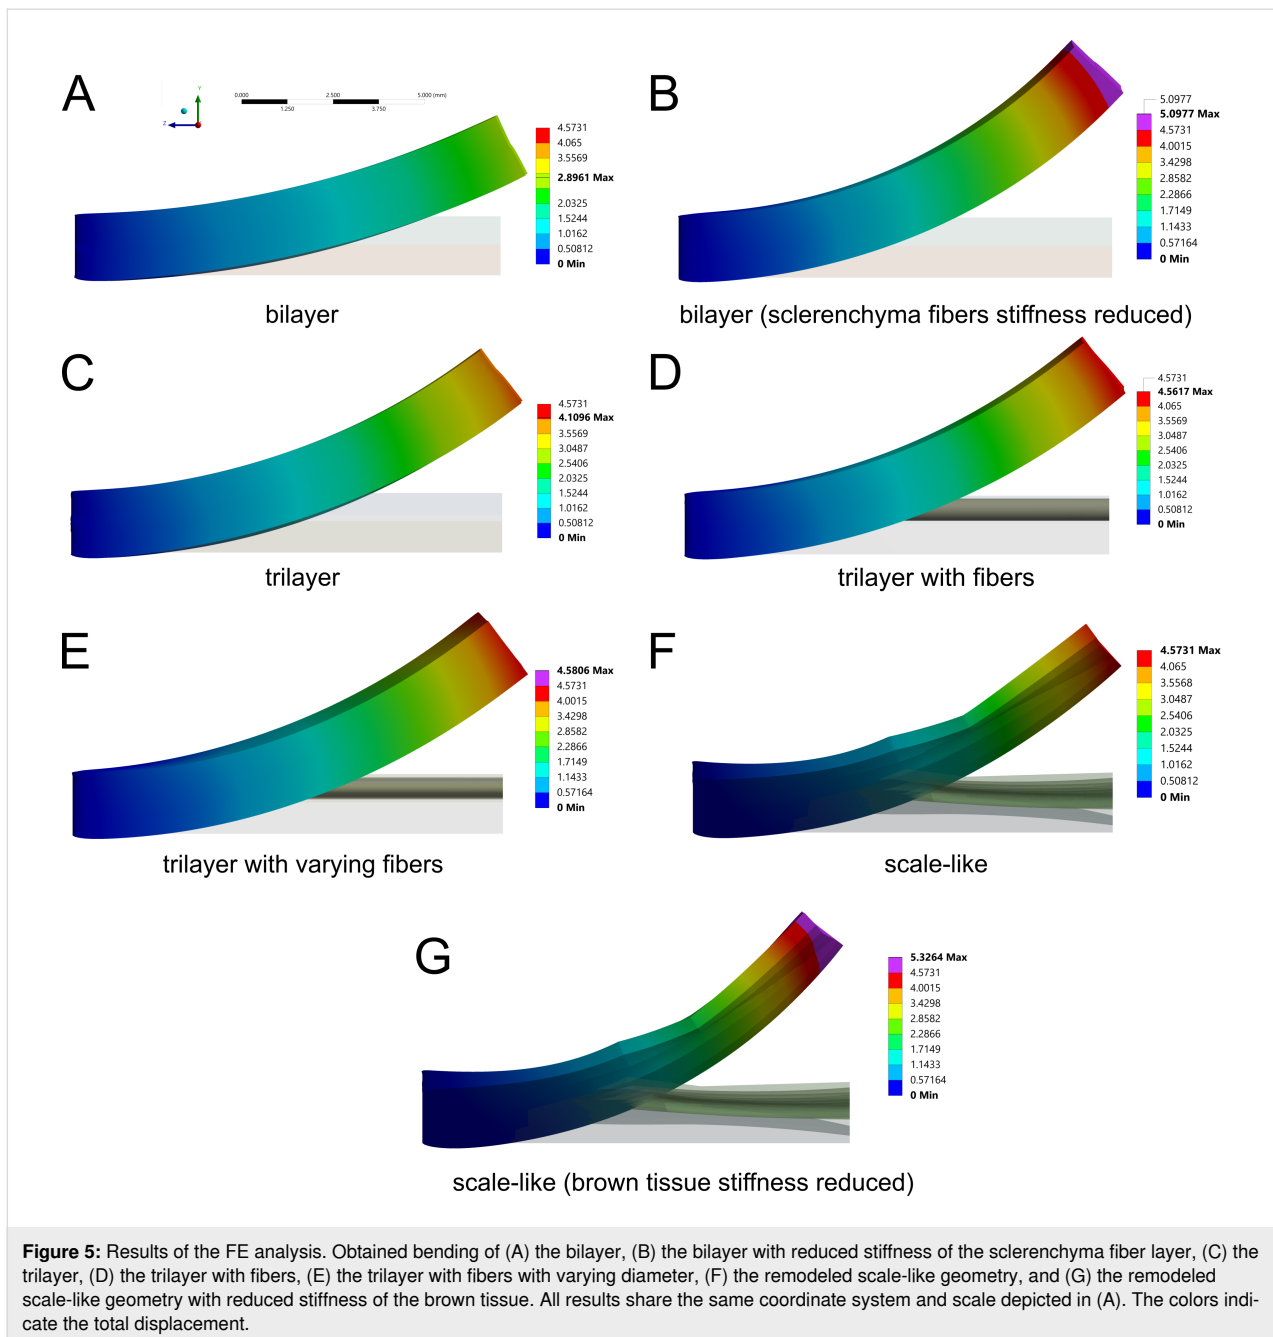 A
Y
Z
0.000
2.500
5.000 (mm)
1.250
3.750
4.5731
4.065
3.5569
2.8961 Max
2.0325
1.5244
1.0162
0.50812
0 Min
bilayer
B
5.0977
5.0977 Max
4.5731
4.0015
3.4298
2.8582
2.2866
1.7149
1.1433
0.57164
0 Min
bilayer (sclerenchyma fibers stiffness reduced)
C
4.5731
4.1096 Max
3.5569
3.0487
2.5406
2.0325
1.5244
1.0162
0.50812
0 Min
trilayer
D
4.5731
4.5617 Max
4.065
3.5569
3.0487
2.5406
2.0325
1.5244
1.0162
0.50812
0 Min
trilayer with fibers
E
4.5806 Max
4.5731
4.0015
3.4298
2.8582
2.2866
1.7149
1.1433
0.57164
0 Min
trilayer with varying fibers
F
4.5731 Max
4.065
3.5568
3.0487
2.5406
2.0325
1.5244
1.0162
0.50812
0 Min
scale-like
G
5.3264 Max
4.5731
4.0015
3.4298
2.8582
2.2866
1.7149
1.1433
0.57164
0 Min
scale-like (brown tissue stiffness reduced)
Figure 5: Results of the FE analysis. Obtained bending of (A) the bilayer, (B) the bilayer with reduced stiffness of the sclerenchyma fiber layer, (C) the
trilayer, (D) the trilayer with fibers, (E) the trilayer with fibers with varying diameter, (F) the remodeled scale-like geometry, and (G) the remodeled
scale-like geometry with reduced stiffness of the brown tissue. All results share the same coordinate system and scale depicted in (A). The colors indi-
cate the total displacement.